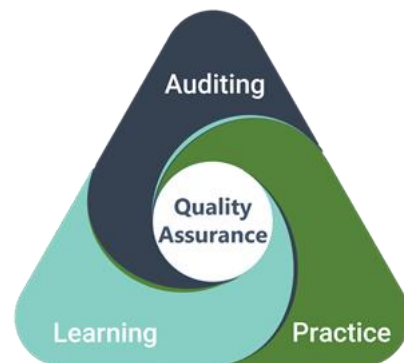 Auditing
Quality
Assurance
Learning
Practice